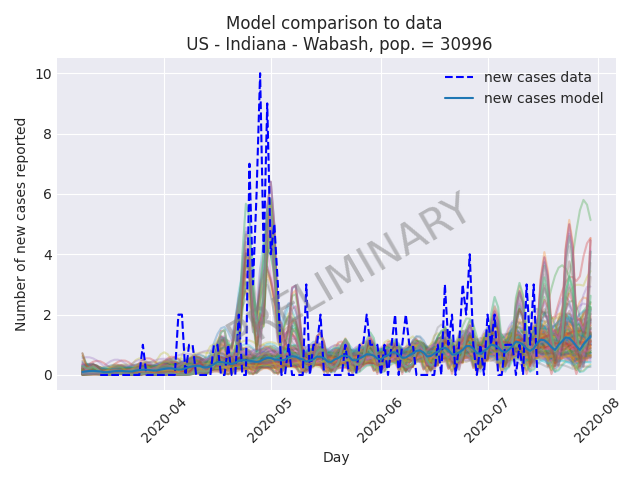 Model comparison to data
US - Indiana - Wabash, pop. = 30996
new cases data
new cases model
PRELIMINARY
Number of new cases reported
10
8
6
4
2
0
2020-04
2020-05
2020-06
2020-07
2020-08
Day